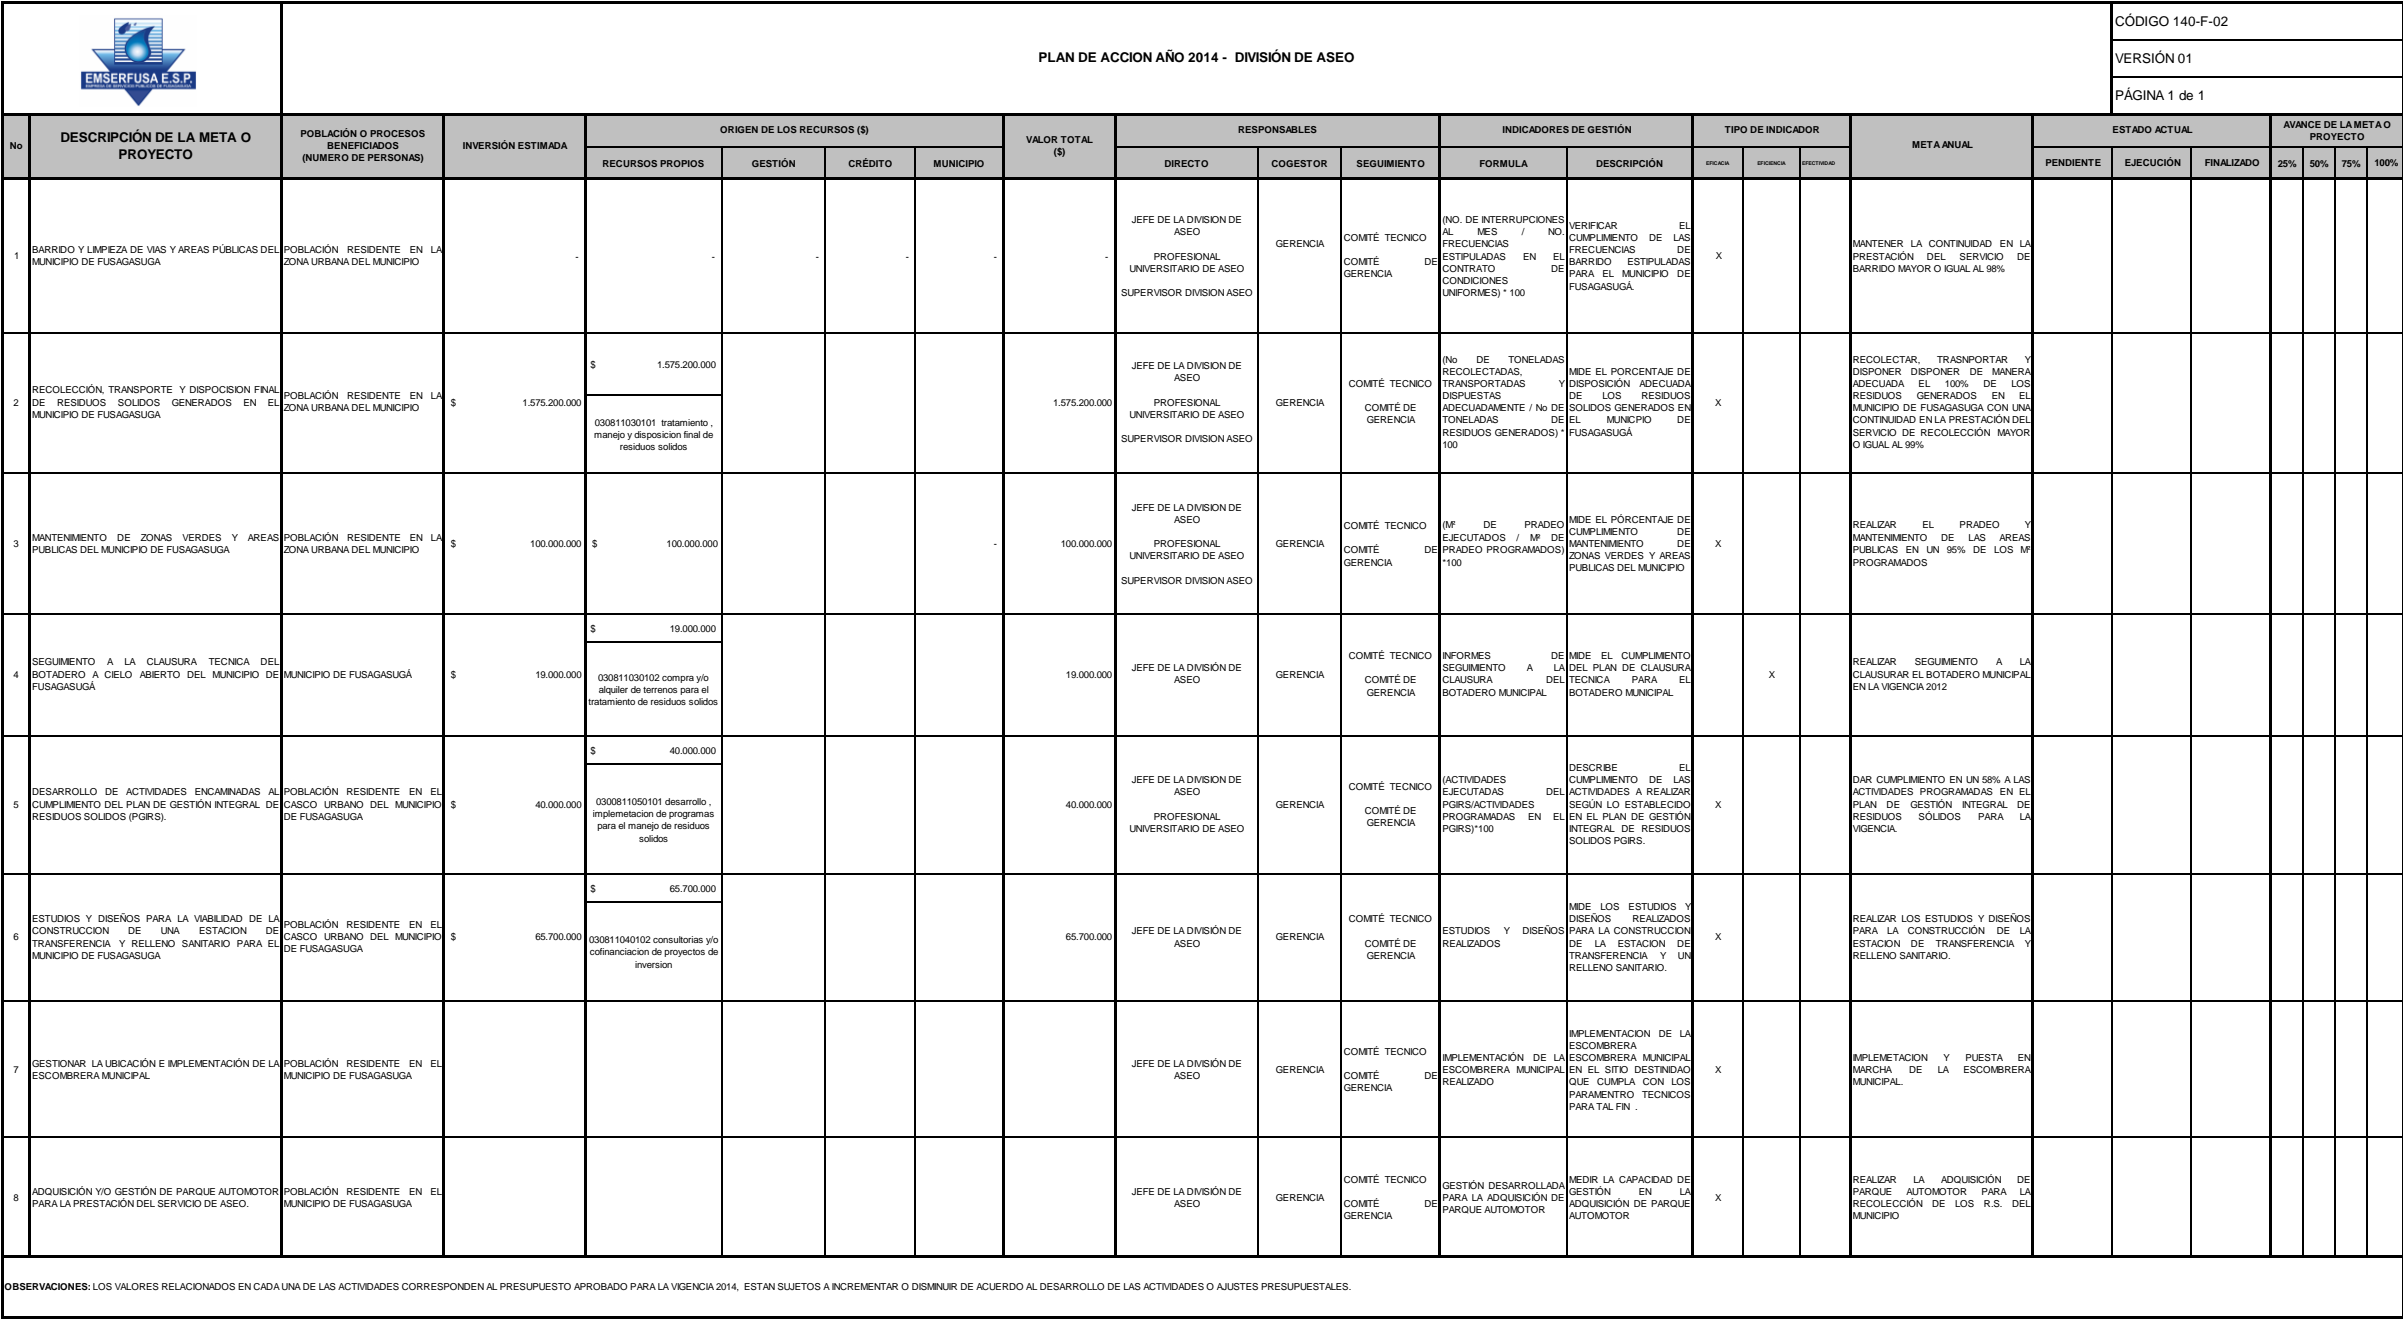 EMSERFUSA E.S.P.
EMPRESA DE SERVICIOS PUBLICOS DE FUSAGASUGA
PLAN DE ACCION AÑO 2014 - DIVISIÓN DE ASEO
CÓDIGO 140-F-02
VERSIÓN 01
PÁGINA 1 de 1
No
DESCRIPCIÓN DE LA META O
PROYECTO
POBLACIÓN O PROCESOS
BENEFICIADOS
(NUMERO DE PERSONAS)
INVERSIÓN ESTIMADA
ORIGEN DE LOS RECURSOS ($)
RECURSOS PROPIOS
GESTIÓN
CRÉDITO
MUNICIPIO
VALOR TOTAL
($)
RESPONSABLES
DIRECTO
COGESTOR
SEGUIMIENTO
INDICADORES DE GESTIÓN
FORMULA
DESCRIPCIÓN
TIPO DE INDICADOR
EFICACIA
EFICIENCIA
EFECTIVIDAD
META ANUAL
ESTADO ACTUAL
PENDIENTE
EJECUCIÓN
FINALIZADO
AVANCE DE LA META O
PROYECTO
25%
50%
75%
100%
1
BARRIDO Y LIMPIEZA DE VIAS Y AREAS PÚBLICAS DEL
MUNICIPIO DE FUSAGASUGA
POBLACIÓN RESIDENTE EN LA
ZONA URBANA DEL MUNICIPIO
-
-
-
-
-
-
JEFE DE LA DIVISION DE
ASEO
PROFESIONAL
UNIVERSITARIO DE ASEO
SUPERVISOR DIVISION ASEO
GERENCIA
COMITÉ TECNICO
COMITÉ DE
GERENCIA
(NO. DE INTERRUPCIONES
AL MES / NO.
FRECUENCIAS
ESTIPULADAS EN EL
CONTRATO DE
CONDICIONES
UNIFORMES) * 100
VERIFICAR EL
CUMPLIMIENTO DE LAS
FRECUENCIAS DE
BARRIDO ESTIPULADAS
PARA EL MUNICIPIO DE
FUSAGASUGÁ.
X
MANTENER LA CONTINUIDAD EN LA
PRESTACIÓN DEL SERVICIO DE
BARRIDO MAYOR O IGUAL AL 98%
2
RECOLECCIÓN, TRANSPORTE Y DISPOCISION FINAL
DE RESIDUOS SOLIDOS GENERADOS EN EL
MUNICIPIO DE FUSAGASUGA
POBLACIÓN RESIDENTE EN LA
ZONA URBANA DEL MUNICIPIO
$ 1.575.200.000
$ 1.575.200.000
030811030101 tratamiento ,
manejo y disposicion final de
residuos solidos
1.575.200.000
JEFE DE LA DIVISION DE
ASEO
PROFESIONAL
UNIVERSITARIO DE ASEO
SUPERVISOR DIVISION ASEO
GERENCIA
COMITÉ TECNICO
COMITÉ DE
GERENCIA
(No DE TONELADAS
RECOLECTADAS,
TRANSPORTADAS Y
DISPUESTAS
ADECUADAMENTE / No DE
TONELADAS DE
RESIDUOS GENERADOS) *
100
MIDE EL PORCENTAJE DE
DISPOSICIÓN ADECUADA
DE LOS RESIDUOS
SOLIDOS GENERADOS EN
EL MUNICPIO DE
FUSAGASUGÁ
X
RECOLECTAR, TRASNPORTAR Y
DISPONER DISPONER DE MANERA
ADECUADA EL 100% DE LOS
RESIDUOS GENERADOS EN EL
MUNICIPIO DE FUSAGASUGA CON UNA
CONTINUIDAD EN LA PRESTACIÓN DEL
SERVICIO DE RECOLECCIÓN MAYOR
O IGUAL AL 99%
3
MANTENIMIENTO DE ZONAS VERDES Y AREAS
PUBLICAS DEL MUNICIPIO DE FUSAGASUGA
POBLACIÓN RESIDENTE EN LA
ZONA URBANA DEL MUNICIPIO
$ 100.000.000
$ 100.000.000
-
100.000.000
JEFE DE LA DIVISION DE
ASEO
PROFESIONAL
UNIVERSITARIO DE ASEO
SUPERVISOR DIVISION ASEO
GERENCIA
COMITÉ TECNICO
COMITÉ DE
GERENCIA
(M² DE PRADEO
EJECUTADOS / M² DE
PRADEO PROGRAMADOS)
*100
MIDE EL PÓRCENTAJE DE
CUMPLIMIENTO DE
MANTENIMIENTO DE
ZONAS VERDES Y AREAS
PUBLICAS DEL MUNICIPIO
X
REALIZAR EL PRADEO Y
MANTENIMIENTO DE LAS AREAS
PUBLICAS EN UN 95% DE LOS M²
PROGRAMADOS
4
SEGUIMIENTO A LA CLAUSURA TECNICA DEL
BOTADERO A CIELO ABIERTO DEL MUNICIPIO DE
FUSAGASUGÁ
MUNICIPIO DE FUSAGASUGÁ
$ 19.000.000
$ 19.000.000
030811030102 compra y/o
alquiler de terrenos para el
tratamiento de residuos solidos
19.000.000
JEFE DE LA DIVISIÓN DE
ASEO
GERENCIA
COMITÉ TECNICO
COMITÉ DE
GERENCIA
INFORMES DE
SEGUIMIENTO A LA
CLAUSURA DEL
BOTADERO MUNICIPAL
MIDE EL CUMPLIMIENTO
DEL PLAN DE CLAUSURA
TECNICA PARA EL
BOTADERO MUNICIPAL
X
REALIZAR SEGUIMIENTO A LA
CLAUSURAR EL BOTADERO MUNICIPAL
EN LA VIGENCIA 2012
5
DESARROLLO DE ACTIVIDADES ENCAMINADAS AL
CUMPLIMIENTO DEL PLAN DE GESTIÓN INTEGRAL DE
RESIDUOS SOLIDOS (PGIRS).
POBLACIÓN RESIDENTE EN EL
CASCO URBANO DEL MUNICIPIO
DE FUSAGASUGA
$ 40.000.000
$ 40.000.000
0300811050101 desarrollo ,
implemetacion de programas
para el manejo de residuos
solidos
40.000.000
JEFE DE LA DIVISION DE
ASEO
PROFESIONAL
UNIVERSITARIO DE ASEO
GERENCIA
COMITÉ TECNICO
COMITÉ DE
GERENCIA
(ACTIVIDADES
EJECUTADAS DEL
PGIRS/ACTIVIDADES
PROGRAMADAS EN EL
PGIRS)*100
DESCRIBE EL
CUMPLIMIENTO DE LAS
ACTIVIDADES A REALIZAR
SEGÚN LO ESTABLECIDO
EN EL PLAN DE GESTIÓN
INTEGRAL DE RESIDUOS
SOLIDOS PGIRS.
X
DAR CUMPLIMIENTO EN UN 58% A LAS
ACTIVIDADES PROGRAMADAS EN EL
PLAN DE GESTIÓN INTEGRAL DE
RESIDUOS SÓLIDOS PARA LA
VIGENCIA.
6
ESTUDIOS Y DISEÑOS PARA LA VIABILIDAD DE LA
CONSTRUCCION DE UNA ESTACION DE
TRANSFERENCIA Y RELLENO SANITARIO PARA EL
MUNICIPIO DE FUSAGASUGA
POBLACIÓN RESIDENTE EN EL
CASCO URBANO DEL MUNICIPIO
DE FUSAGASUGA
$ 65.700.000
$ 65.700.000
030811040102 consultorias y/o
cofinanciacion de proyectos de
inversion
65.700.000
JEFE DE LA DIVISIÓN DE
ASEO
GERENCIA
COMITÉ TECNICO
COMITÉ DE
GERENCIA
ESTUDIOS Y DISEÑOS
REALIZADOS
MIDE LOS ESTUDIOS Y
DISEÑOS REALIZADOS
PARA LA CONSTRUCCION
DE LA ESTACION DE
TRANSFERENCIA Y UN
RELLENO SANITARIO.
X
REALIZAR LOS ESTUDIOS Y DISEÑOS
PARA LA CONSTRUCCIÓN DE LA
ESTACION DE TRANSFERENCIA Y
RELLENO SANITARIO.
7
GESTIONAR LA UBICACIÓN E IMPLEMENTACIÓN DE LA
ESCOMBRERA MUNICIPAL
POBLACIÓN RESIDENTE EN EL
MUNICIPIO DE FUSAGASUGA
JEFE DE LA DIVISIÓN DE
ASEO
GERENCIA
COMITÉ TECNICO
COMITÉ DE
GERENCIA
IMPLEMENTACIÓN DE LA
ESCOMBRERA MUNICIPAL
REALIZADO
IMPLEMENTACION DE LA
ESCOMBRERA
ESCOMBRERA MUNICIPAL
EN EL SITIO DESTINIDAO
QUE CUMPLA CON LOS
PARAMENTRO TECNICOS
PARA TAL FIN .
X
IMPLEMETACION Y PUESTA EN
MARCHA DE LA ESCOMBRERA
MUNICIPAL.
8
ADQUISICIÓN Y/O GESTIÓN DE PARQUE AUTOMOTOR
PARA LA PRESTACIÓN DEL SERVICIO DE ASEO.
POBLACIÓN RESIDENTE EN EL
MUNICIPIO DE FUSAGASUGA
JEFE DE LA DIVISIÓN DE
ASEO
GERENCIA
COMITÉ TECNICO
COMITÉ DE
GERENCIA
GESTIÓN DESARROLLADA
PARA LA ADQUISICIÓN DE
PARQUE AUTOMOTOR
MEDIR LA CAPACIDAD DE
GESTIÓN EN LA
ADQUISICIÓN DE PARQUE
AUTOMOTOR
X
REALIZAR LA ADQUISICIÓN DE
PARQUE AUTOMOTOR PARA LA
RECOLECCIÓN DE LOS R.S. DEL
MUNICIPIO
OBSERVACIONES: LOS VALORES RELACIONADOS EN CADA UNA DE LAS ACTIVIDADES CORRESPONDEN AL PRESUPUESTO APROBADO PARA LA VIGENCIA 2014, ESTAN SUJETOS A INCREMENTAR O DISMINUIR DE ACUERDO AL DESARROLLO DE LAS ACTIVIDADES O AJUSTES PRESUPUESTALES.